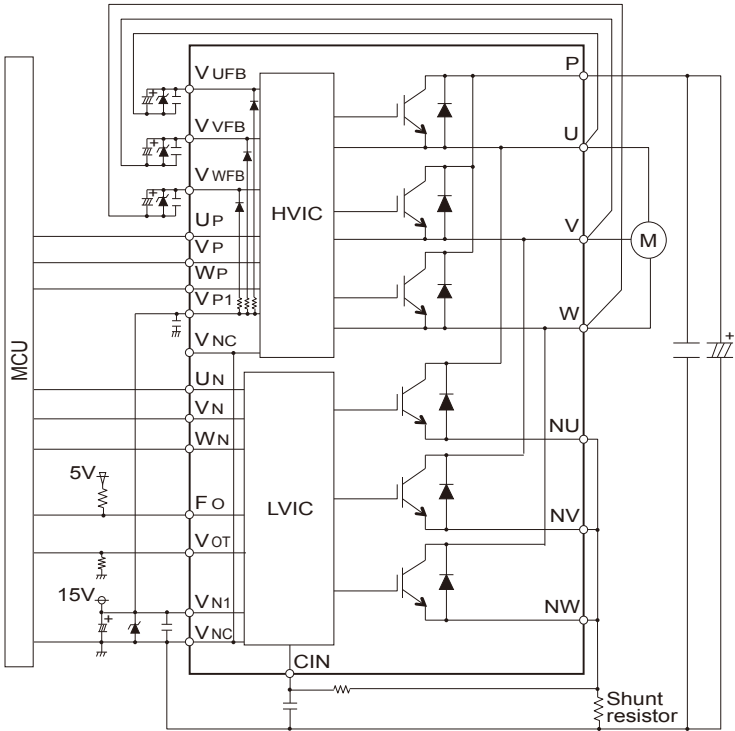 VUFB
P
VVFB
U
VWFB
HVIC
UP
V
M
VP
WP
VP1
W
VNC
MCU
UN
VN
NU
WN
5V
FO
LVIC
NV
VOT
15V
VN1
NW
VNC
CIN
Shunt
resistor